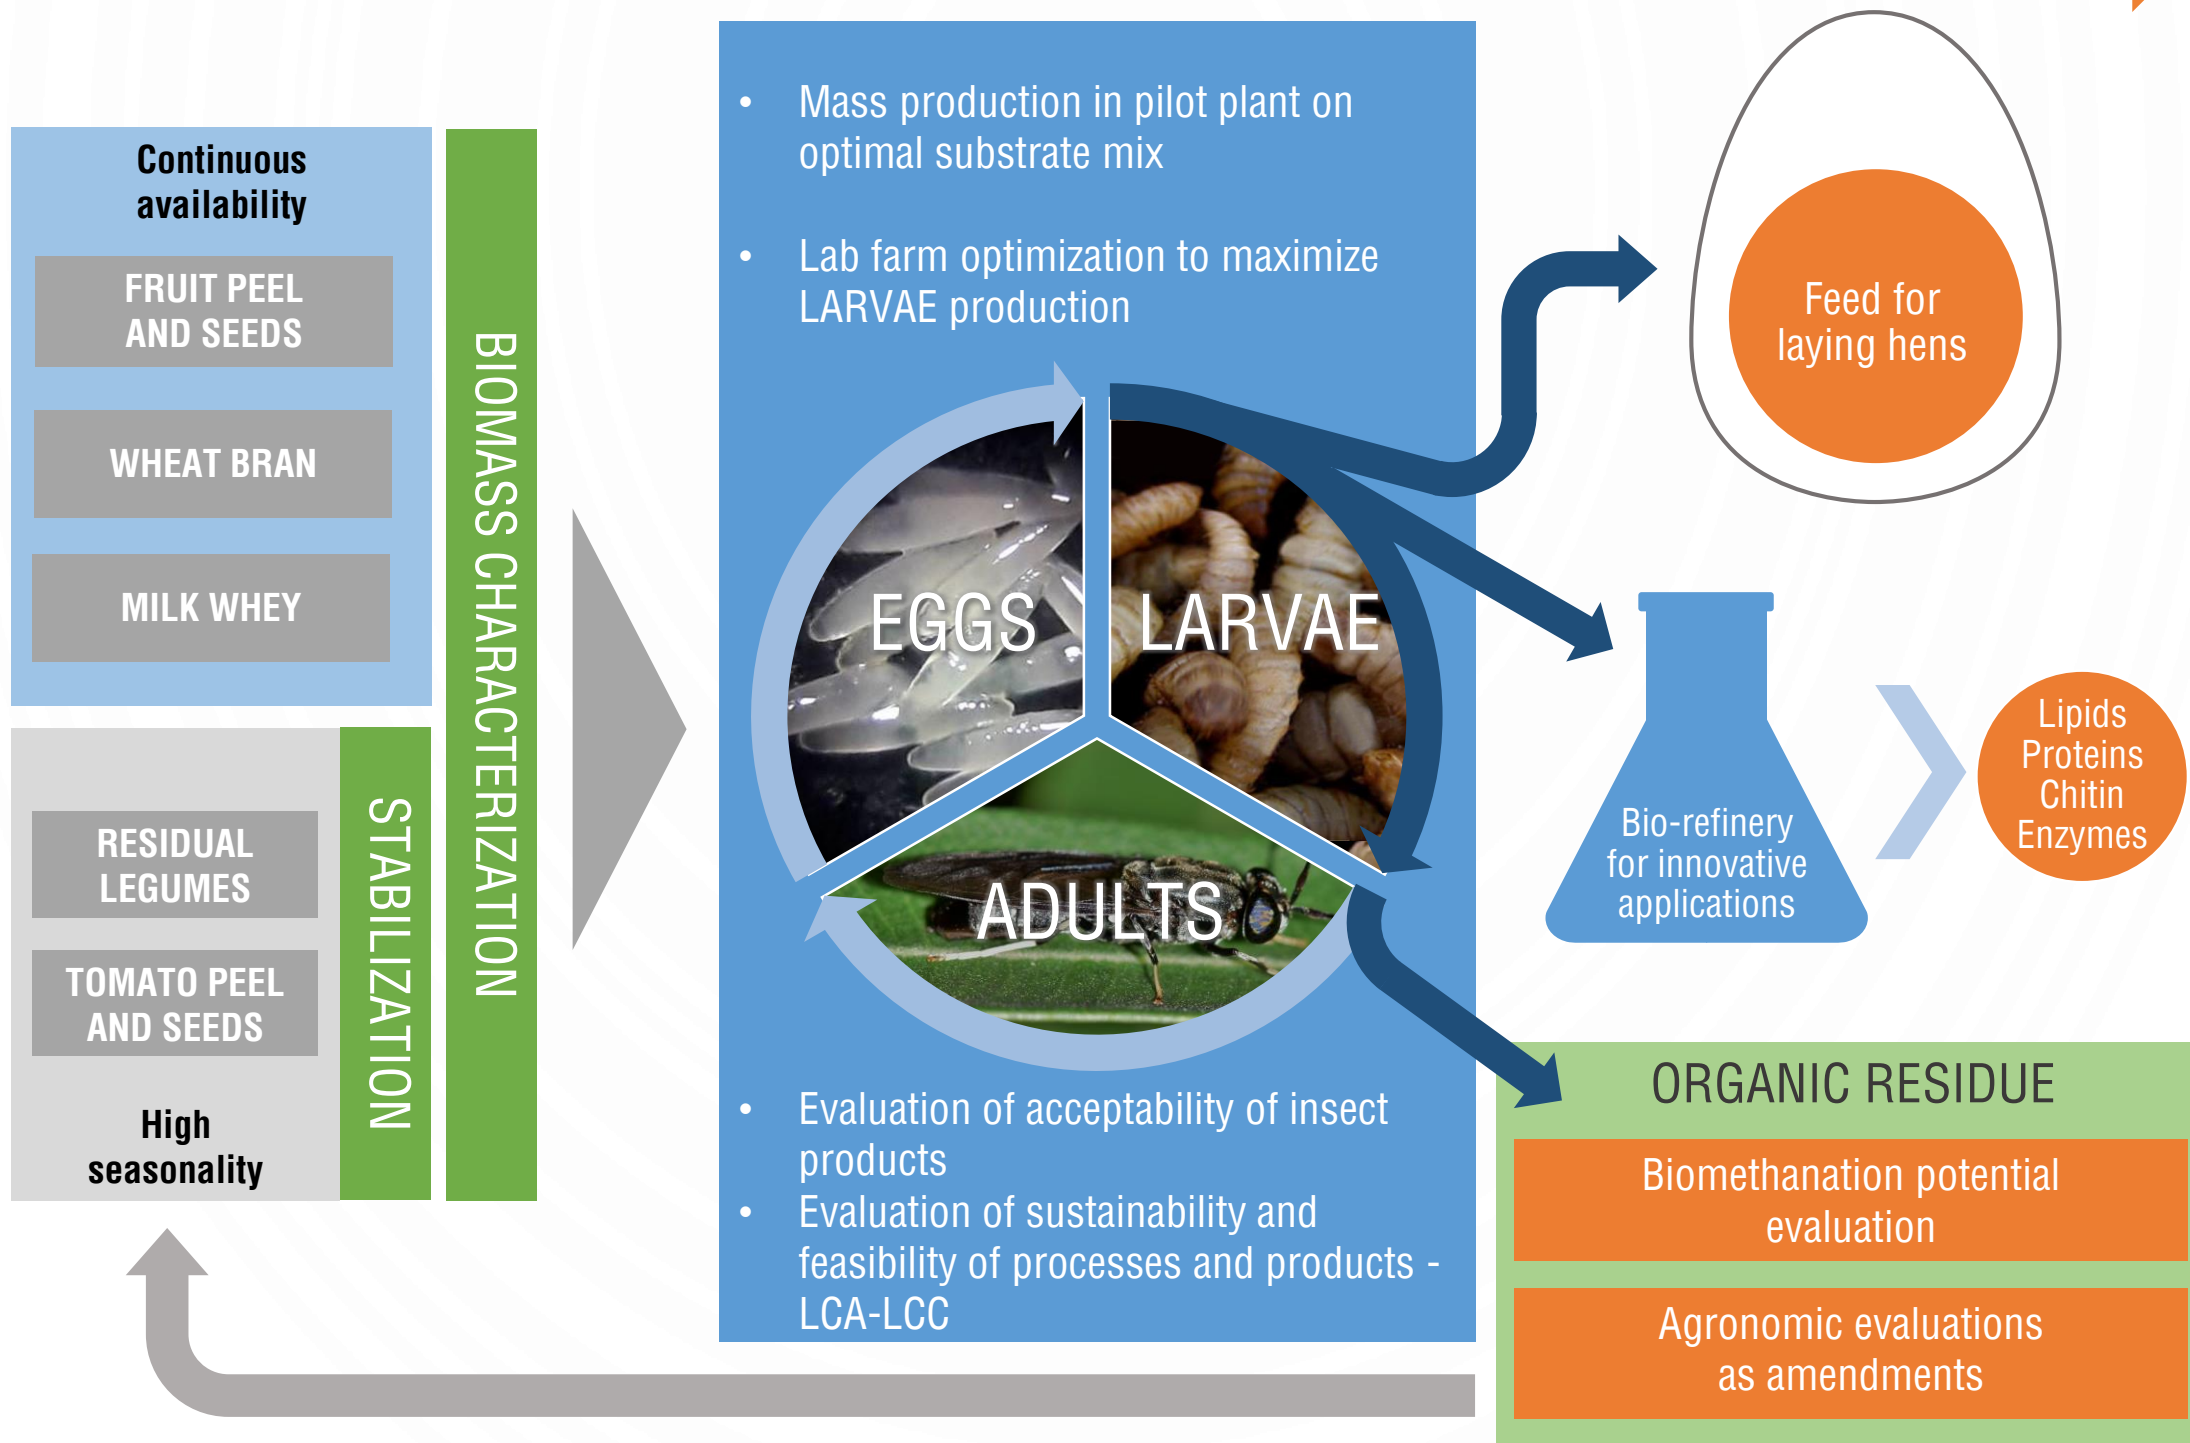 Continuous
availability
FRUIT PEEL
AND SEEDS
WHEAT BRAN
MILK WHEY
RESIDUAL
LEGUMES
TOMATO PEEL
AND SEEDS
High
seasonality
STABILIZATION
BIOMASS CHARACTERIZATION
• Mass production in pilot plant on
optimal substrate mix
• Lab farm optimization to maximize
LARVAE production
EGGS
LARVAE
ADULTS
• Evaluation of acceptability of insect
products
• Evaluation of sustainability and
feasibility of processes and products -
LCA-LCC
Feed for
laying hens
Bio-refinery
for innovative
applications
Lipids
Proteins
Chitin
Enzymes
ORGANIC RESIDUE
Biomethanation potential
evaluation
Agronomic evaluations
as amendments